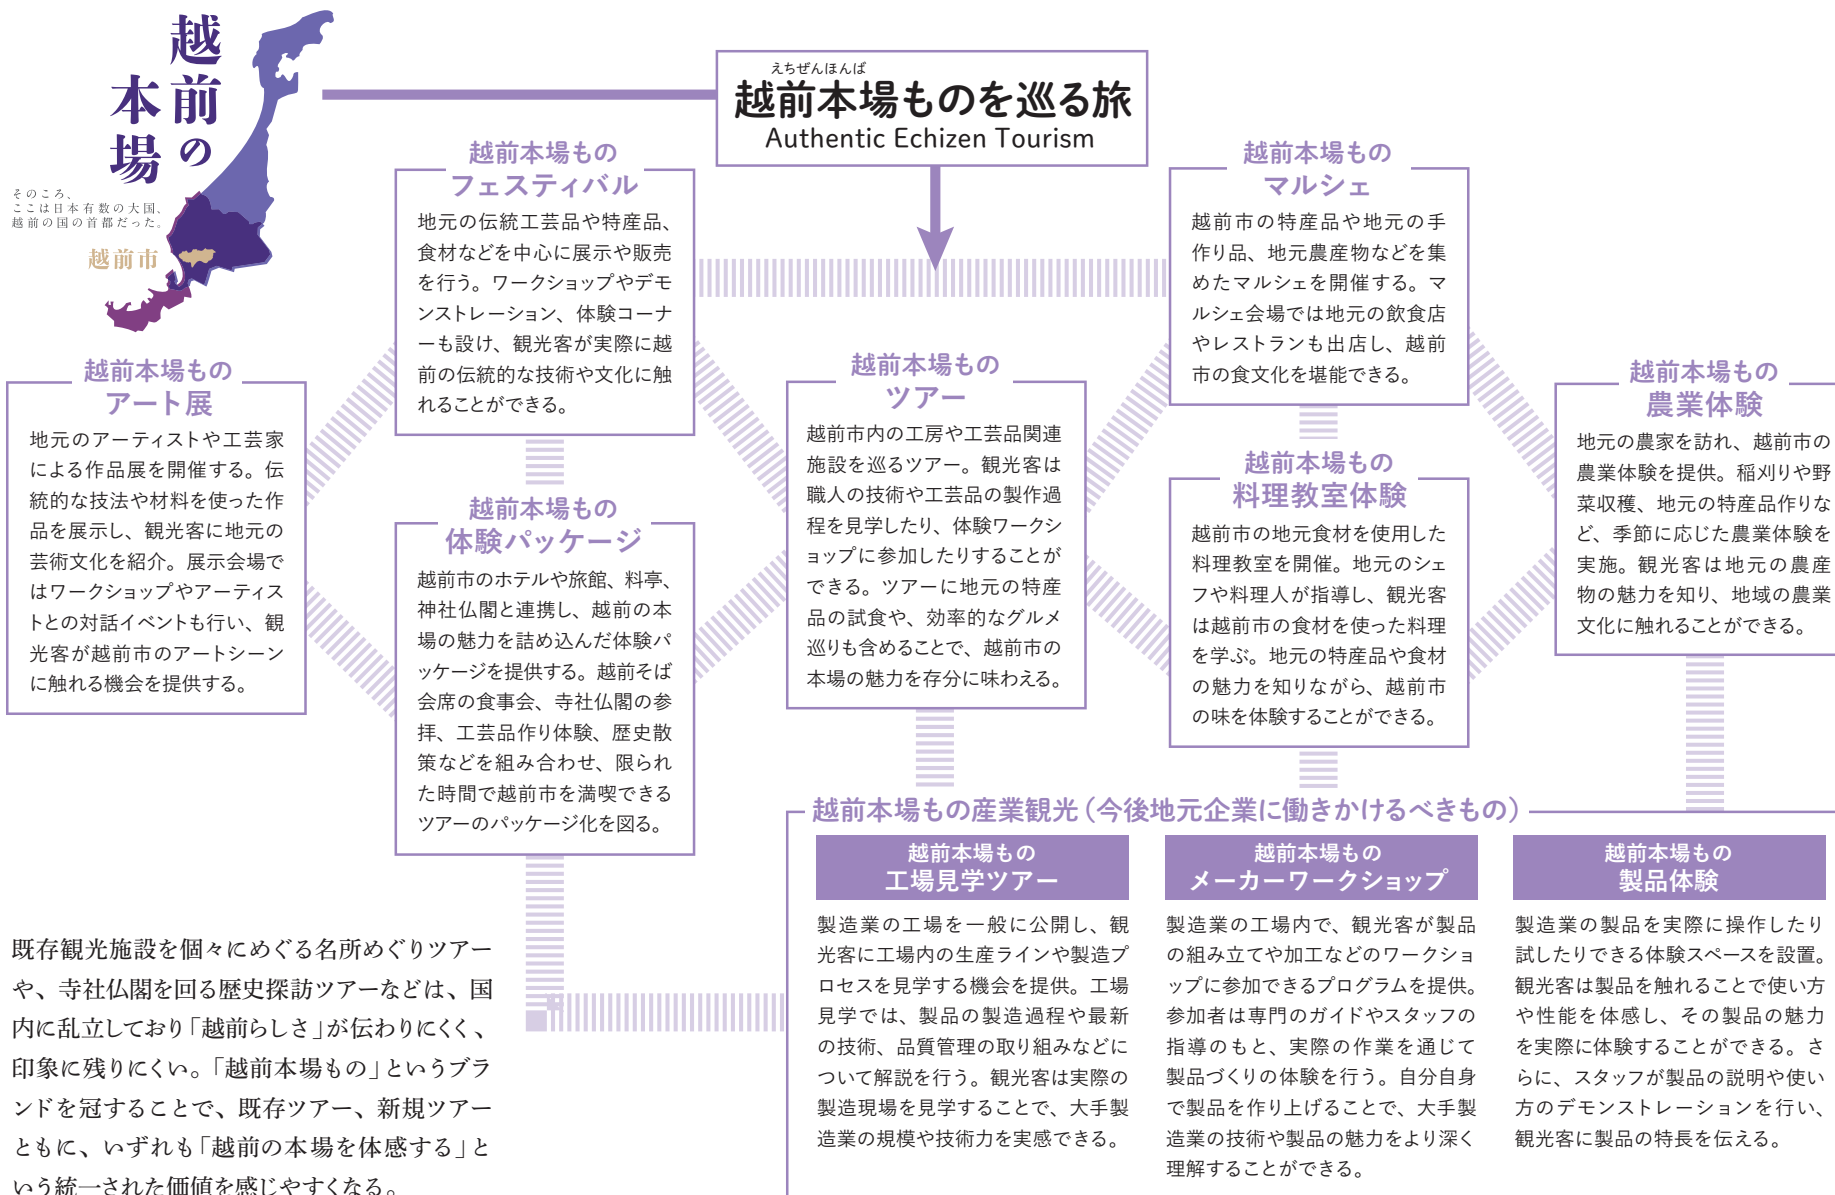 越前の
本場
そのころ、
ここは日本有数の大国、
越前の国の首都だった。
越前市
えちぜんほんば
越前本場ものを巡る旅
Authentic Echizen Tourism
越前本場もの
アート展
地元のアーティストや工芸家
による作品展を開催する。伝
統的な技法や材料を使った作
品を展示し、観光客に地元の
芸術文化を紹介。展示会場で
はワークショップやアーティス
トとの対話イベントも行い、観
光客が越前市のアートシーン
に触れる機会を提供する。
越前本場もの
フェスティバル
地元の伝統工芸品や特産品、
食材などを中心に展示や販売
を行う。ワークショップやデモ
ンストレーション、体験コーナ
ーも設け、観光客が実際に越
前の伝統的な技術や文化に触
れることができる。
越前本場もの
体験パッケージ
越前市のホテルや旅館、料亭、
神社仏閣と連携し、越前の本
場の魅力を詰め込んだ体験パ
ッケージを提供する。越前そば
会席の食事会、寺社仏閣の参
拝、工芸品作り体験、歴史散
策などを組み合わせ、限られ
た時間で越前市を満喫できる
ツアーのパッケージ化を図る。
越前本場もの
ツアー
越前市内の工房や工芸品関連
施設を巡るツアー。観光客は
職人の技術や工芸品の製作過
程を見学したり、体験ワークシ
ョップに参加したりすることが
できる。ツアーに地元の特産
品の試食や、効率的なグルメ
巡りも含めることで、越前市の
本場の魅力を存分に味わえる。
越前本場もの
マルシェ
越前市の特産品や地元の手
作り品、地元農産物などを集
めたマルシェを開催する。マ
ルシェ会場では地元の飲食店
やレストランも出店し、越前
市の食文化を堪能できる。
越前本場もの
料理教室体験
越前市の地元食材を使用した
料理教室を開催。地元のシェ
フや料理人が指導し、観光客
は越前市の食材を使った料理
を学ぶ。地元の特産品や食材
の魅力を知りながら、越前市
の味を体験することができる。
越前本場もの
農業体験
地元の農家を訪れ、越前市の
農業体験を提供。稲刈りや野
菜収穫、地元の特産品作りな
ど、季節に応じた農業体験を
実施。観光客は地元の農産
物の魅力を知り、地域の農業
文化に触れることができる。
越前本場もの産業観光（今後地元企業に働きかけるべきもの）
越前本場もの
工場見学ツアー
製造業の工場を一般に公開し、観
光客に工場内の生産ラインや製造プ
ロセスを見学する機会を提供。工場
見学では、製品の製造過程や最新
の技術、品質管理の取り組みなどに
ついて解説を行う。観光客は実際の
製造現場を見学することで、大手製
造業の規模や技術力を実感できる。
越前本場もの
メーカーワークショップ
製造業の工場内で、観光客が製品
の組み立てや加工などのワークショ
ップに参加できるプログラムを提供。
参加者は専門のガイドやスタッフの
指導のもと、実際の作業を通じて
製品づくりの体験を行う。自分自身
で製品を作り上げることで、大手製
造業の技術や製品の魅力をより深く
理解することができる。
越前本場もの
製品体験
製造業の製品を実際に操作したり
試したりできる体験スペースを設置。
観光客は製品を触れることで使い方
や性能を体感し、その製品の魅力
を実際に体験することができる。さ
らに、スタッフが製品の説明や使い
方のデモンストレーションを行い、
観光客に製品の特長を伝える。
既存観光施設を個々にめぐる名所めぐりツアー
や、寺社仏閣を回る歴史探訪ツアーなどは、国
内に乱立しており「越前らしさ」が伝わりにくく、
印象に残りにくい。「越前本場もの」というブラ
ンドを冠することで、既存ツアー、新規ツアー
ともに、いずれも「越前の本場を体感する」と
いう統一された価値を感じやすくなる。